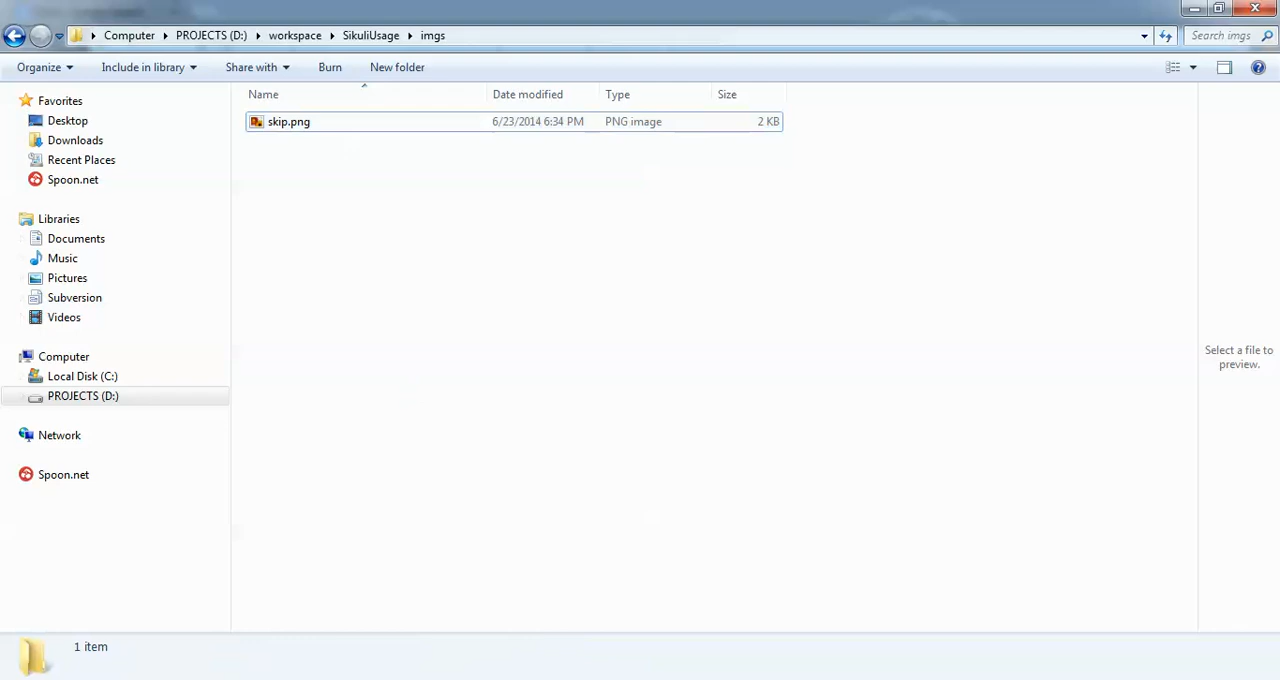 Computer PROJECTS (D:) workspace SikuliUsage imgs Search imgs
Organize Include in library Share with Burn New folder
Name Date modified Type Size
skip.png 6/23/2014 6:34 PM PNG image 2 KB
Favorites
Desktop
Downloads
Recent Places
Spoon.net
Libraries
Documents
Music
Pictures
Subversion
Videos
Computer
Local Disk (C:)
PROJECTS (D:)
Network
Spoon.net
Select a file to
preview.
1 item